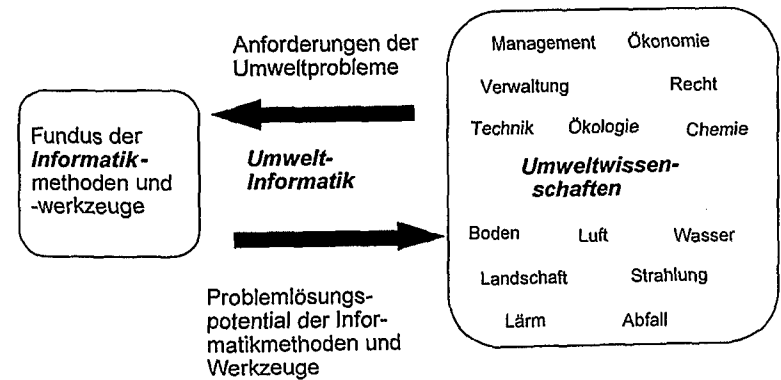 Anforderungen der
Umweltprobleme
Fundus der
Informatik-
methoden und
-werkzeuge
Umwelt-
Informatik
Problemlösungs-
potential der Infor-
matikmethoden und
Werkzeuge
Management Ökonomie
Verwaltung Recht
Technik Ökologie Chemie
Umweltwissen-
schaften
Boden Luft Wasser
Landschaft Strahlung
Lärm Abfall